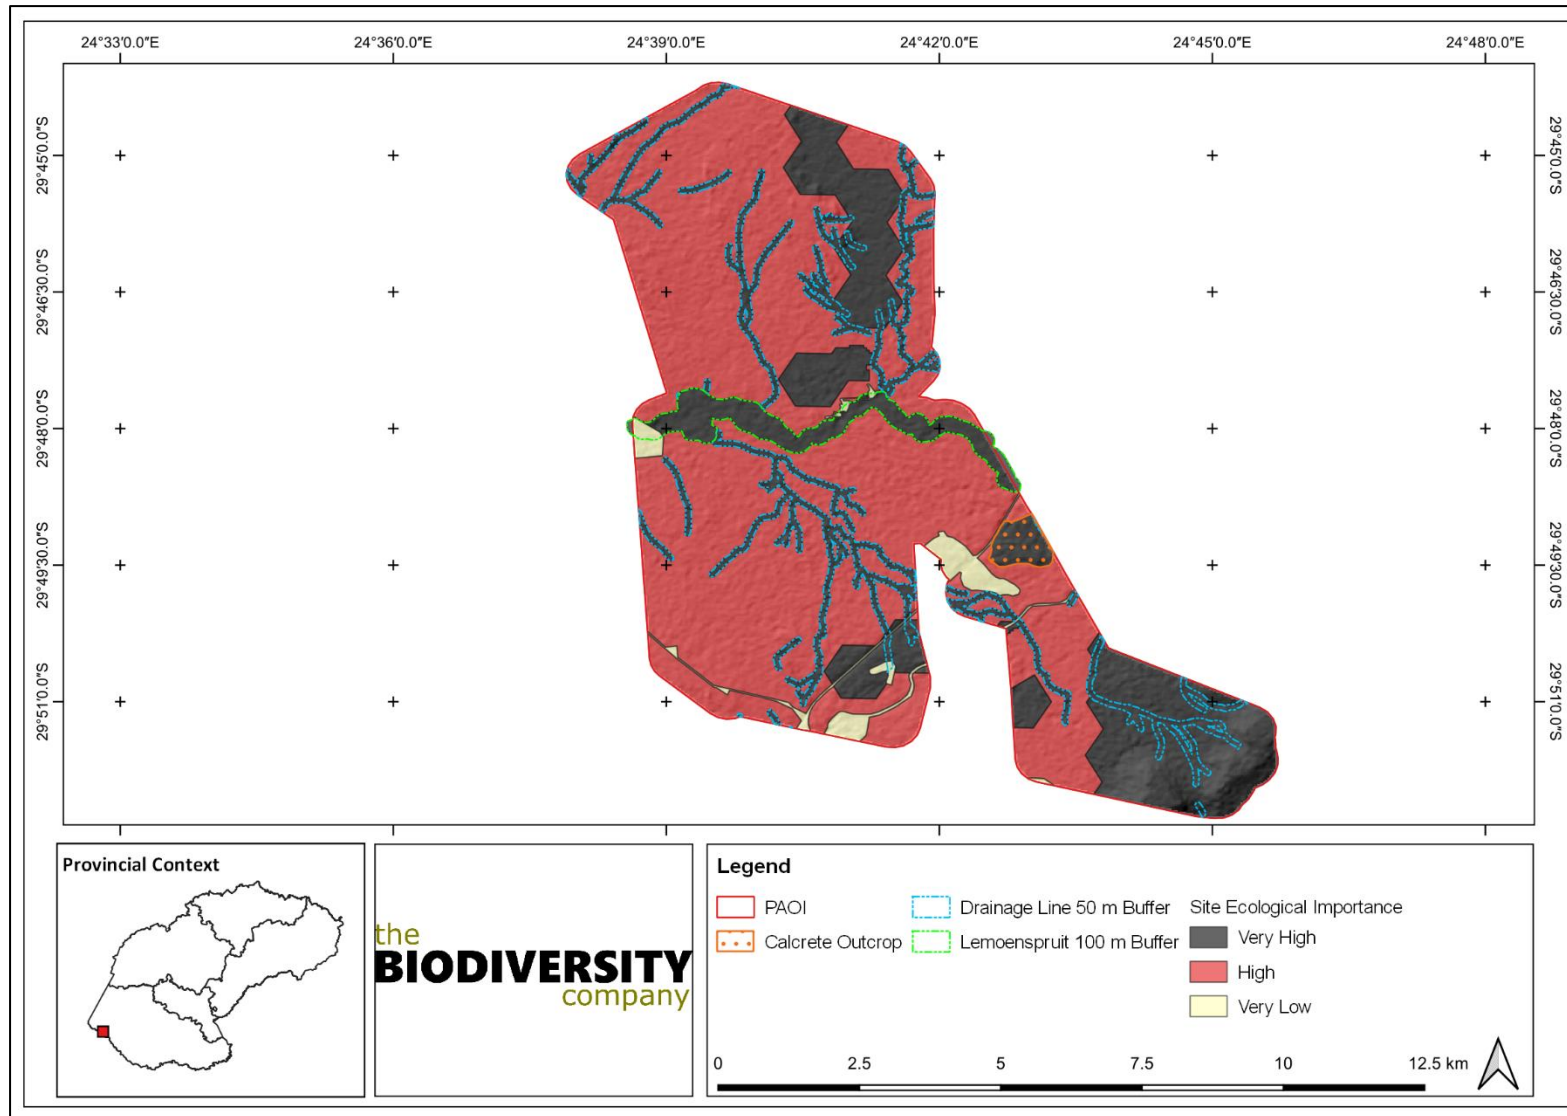 24°33'0.0"E 24°36'0.0"E 24°39'0.0"E 24°42'0.0"E 24°45'0.0"E 24°48'0.0"E
29°45'0.0"S
29°46'30.0"S
29°48'0.0"S
29°49'30.0"S
29°51'0.0"S
29°45'0.0"S
29°46'30.0"S
29°48'0.0"S
29°49'30.0"S
29°51'0.0"S
Provincial Context
the
BIODIVERSITY
company
Legend
PAOI
Calcrete Outcrop
Drainage Line 50 m Buffer
Lemoenspruit 100 m Buffer
Site Ecological Importance
Very High
High
Very Low
0 2.5 5 7.5 10 12.5 km